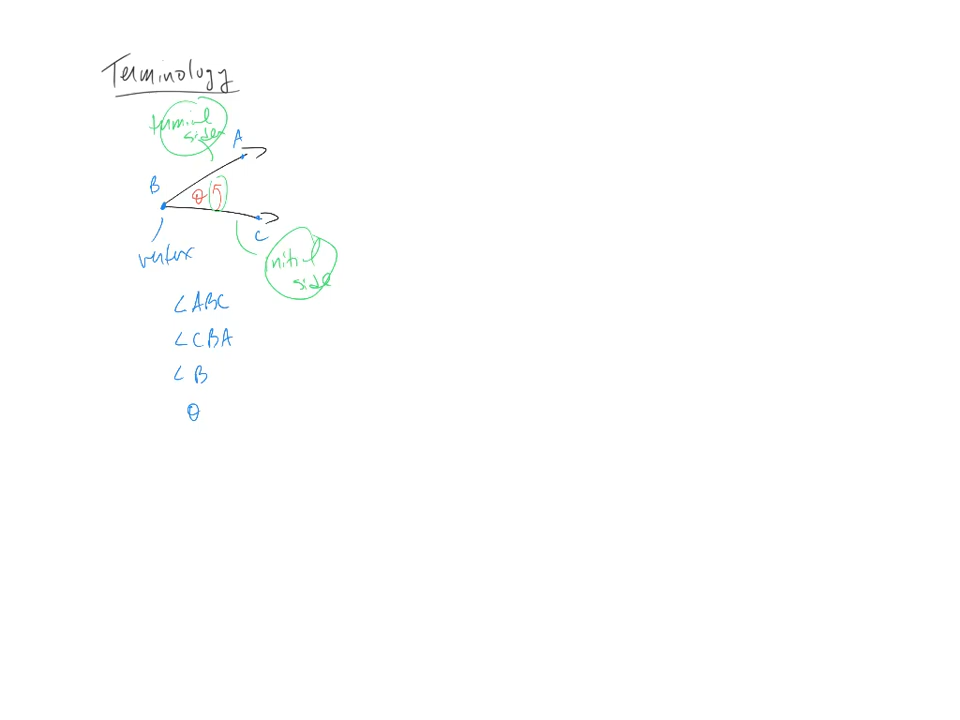 Terminology
terminal
side
A
B
θ
C
vertex
initial
side
∠ABC
∠CBA
∠B
θ